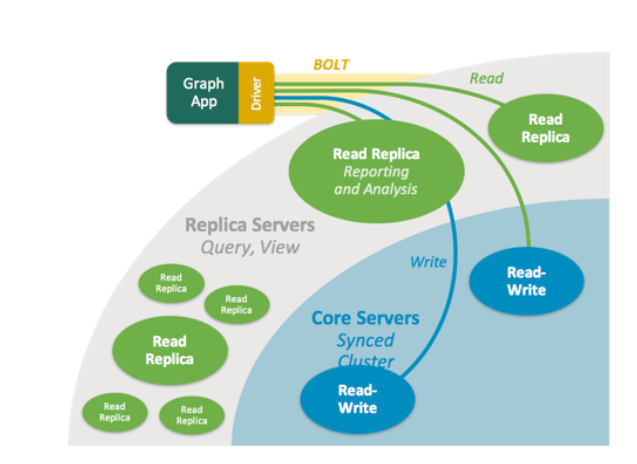 BOLT
Read
Graph
App
Driver
Read
Replica
Read Replica
Reporting
and Analysis
Replica Servers
Query, View
Write
Read-
Write
Read
Replica
Read
Replica
Read
Replica
Core Servers
Synced
Cluster
Read-
Write
Read
Replica
Read
Replica